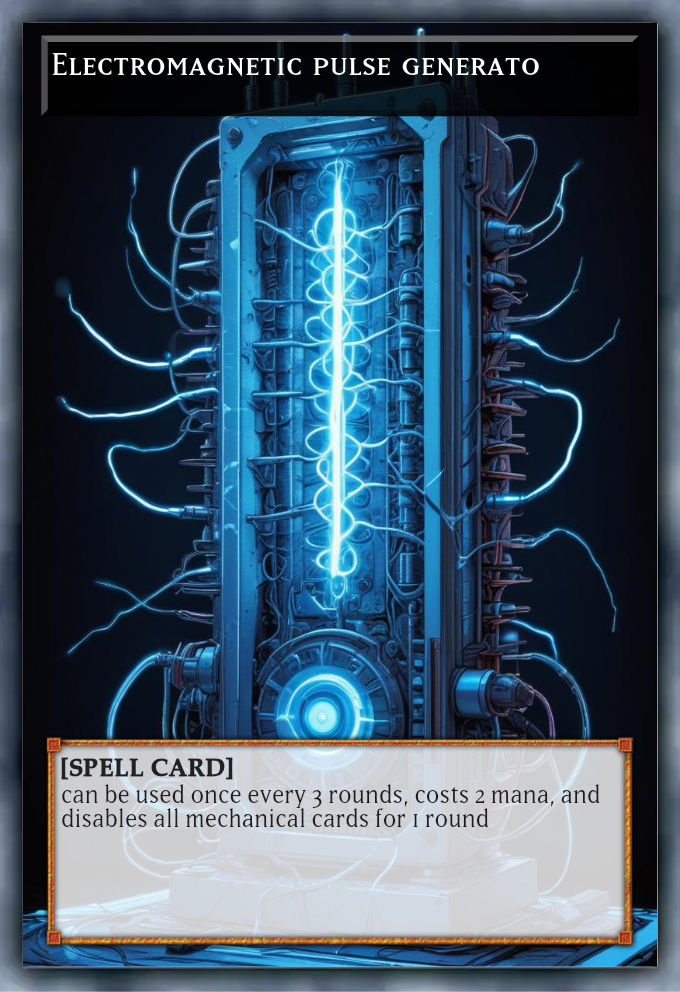 Electromagnetic pulse generato
[SPELL CARD]
can be used once every 3 rounds, costs 2 mana, and
disables all mechanical cards for 1 round